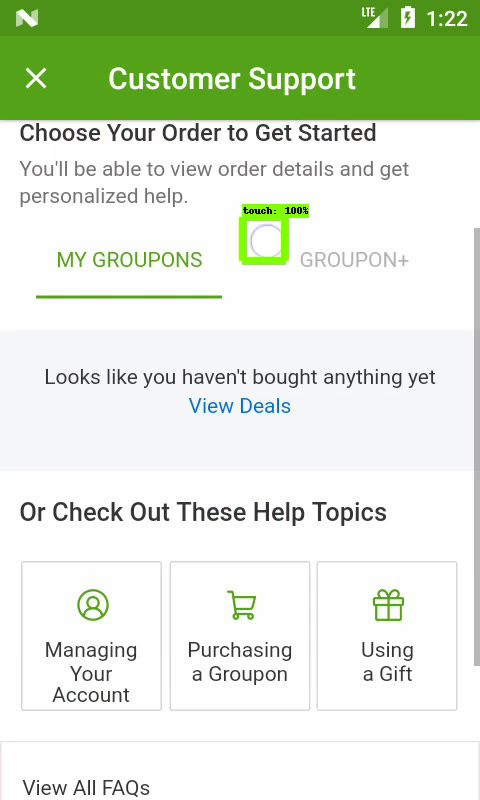 LTE 1:22
Customer Support
Choose Your Order to Get Started
You'll be able to view order details and get
personalized help.
touch: 100%
MY GROUPONS GROUPON+
Looks like you haven't bought anything yet
View Deals
Or Check Out These Help Topics
Managing
Your
Account
Purchasing
a Groupon
Using
a Gift
View All FAQs